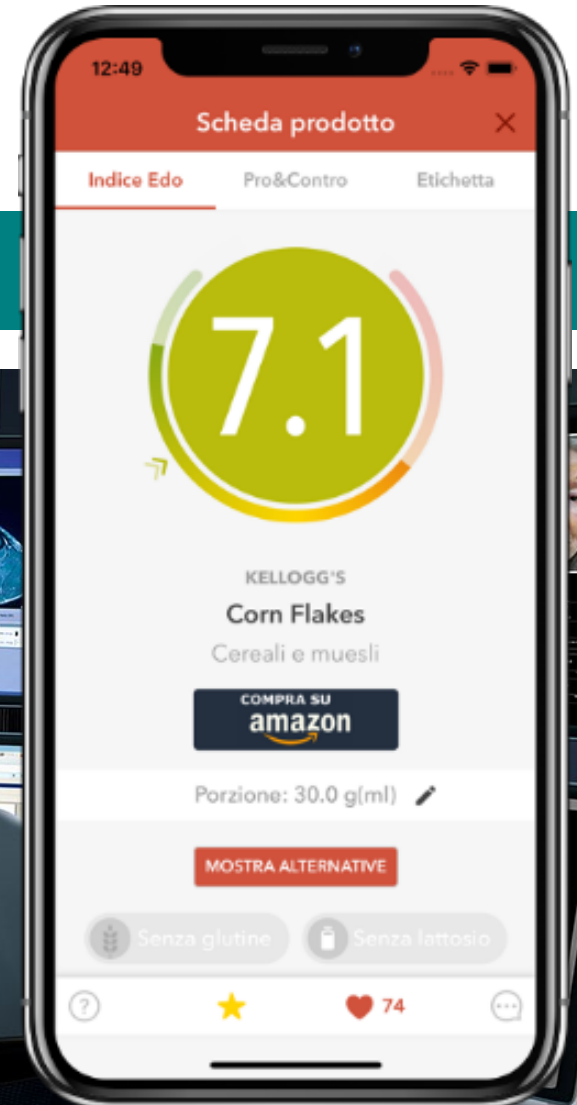 12:49
Scheda prodotto
Indice Edo
Pro&Contro
Etichetta
7.1
KELLOGG'S
Corn Flakes
Cereali e muesli
COMPRA SU
amazon
Porzione: 30.0 g(ml)
MOSTRA ALTERNATIVE
Senza glutine
Senza lattosio
74